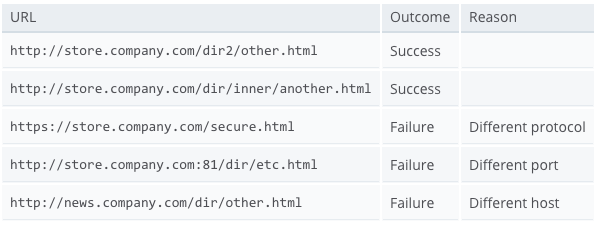 URL Outcome Reason
http://store.company.com/dir2/other.html Success
http://store.company.com/dir/inner/another.html Success
https://store.company.com/secure.html Failure Different protocol
http://store.company.com:81/dir/etc.html Failure Different port
http://news.company.com/dir/other.html Failure Different host